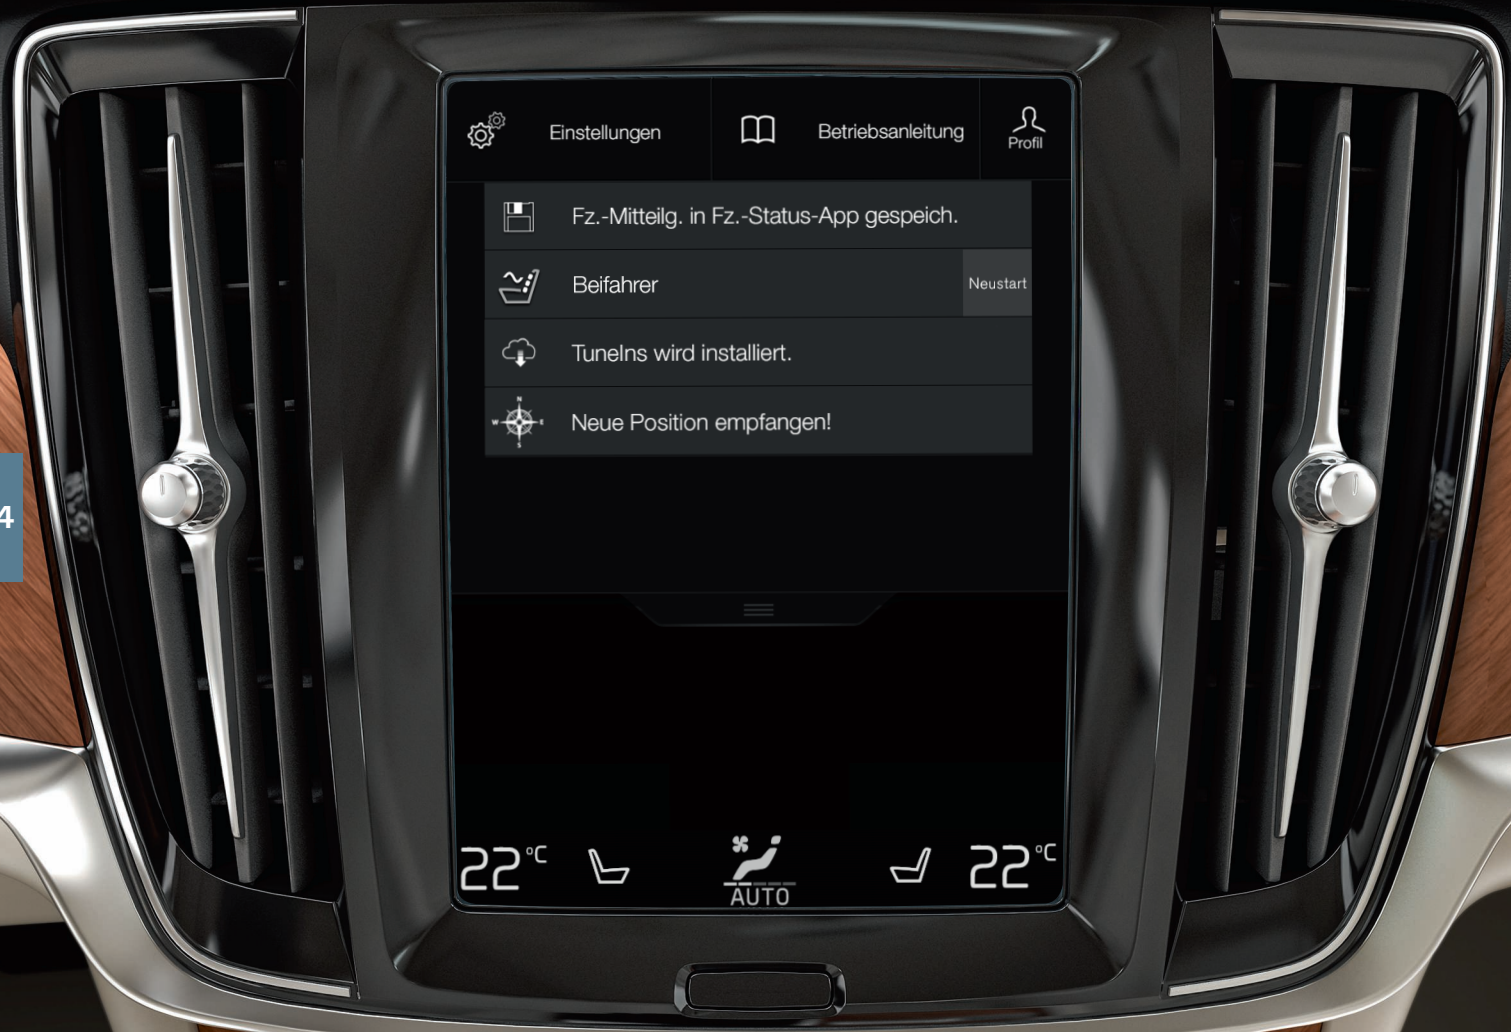 Einstellungen
Betriebsanleitung
Profil
Fz.-Mitteilg. in Fz.-Status-App gespeich.
Beifahrer
Neustart
TuneIns wird installiert.
N
W E
S
Neue Position empfangen!
4
22°C
22°C
AUTO